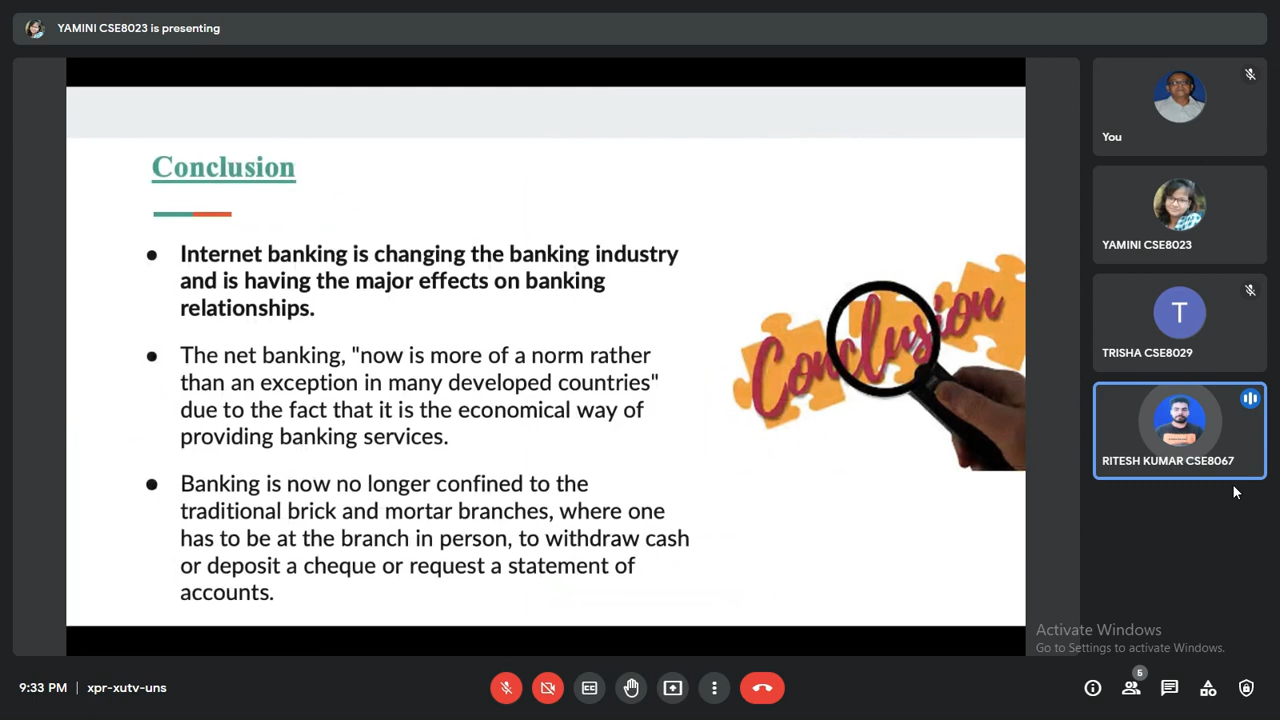 YAMINI CSE8023 is presenting
Conclusion
● Internet banking is changing the banking industry
and is having the major effects on banking
relationships.
● The net banking, "now is more of a norm rather
than an exception in many developed countries"
due to the fact that it is the economical way of
providing banking services.
● Banking is now no longer confined to the
traditional brick and mortar branches, where one
has to be at the branch in person, to withdraw cash
or deposit a cheque or request a statement of
accounts.
Conclusion
You
YAMINI CSE8023
T
TRISHA CSE8029
RITESH KUMAR CSE8067
Activate Windows
Go to Settings to activate Windows.
9:33 PM | xpr-xutv-uns
CC
5